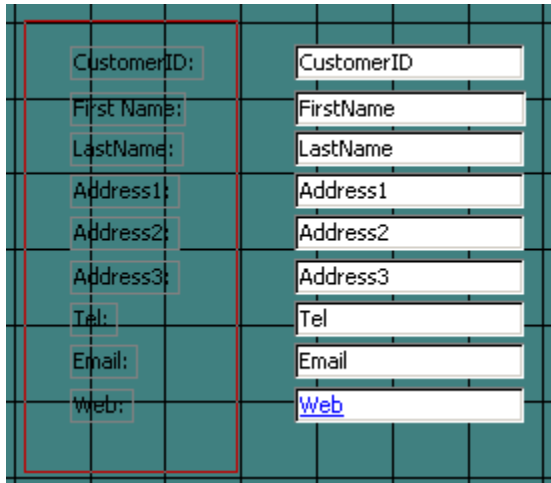 CustomerID: CustomerID
First Name: FirstName
LastName: LastName
Address1: Address1
Address2: Address2
Address3: Address3
Tel: Tel
Email: Email
Web: Web